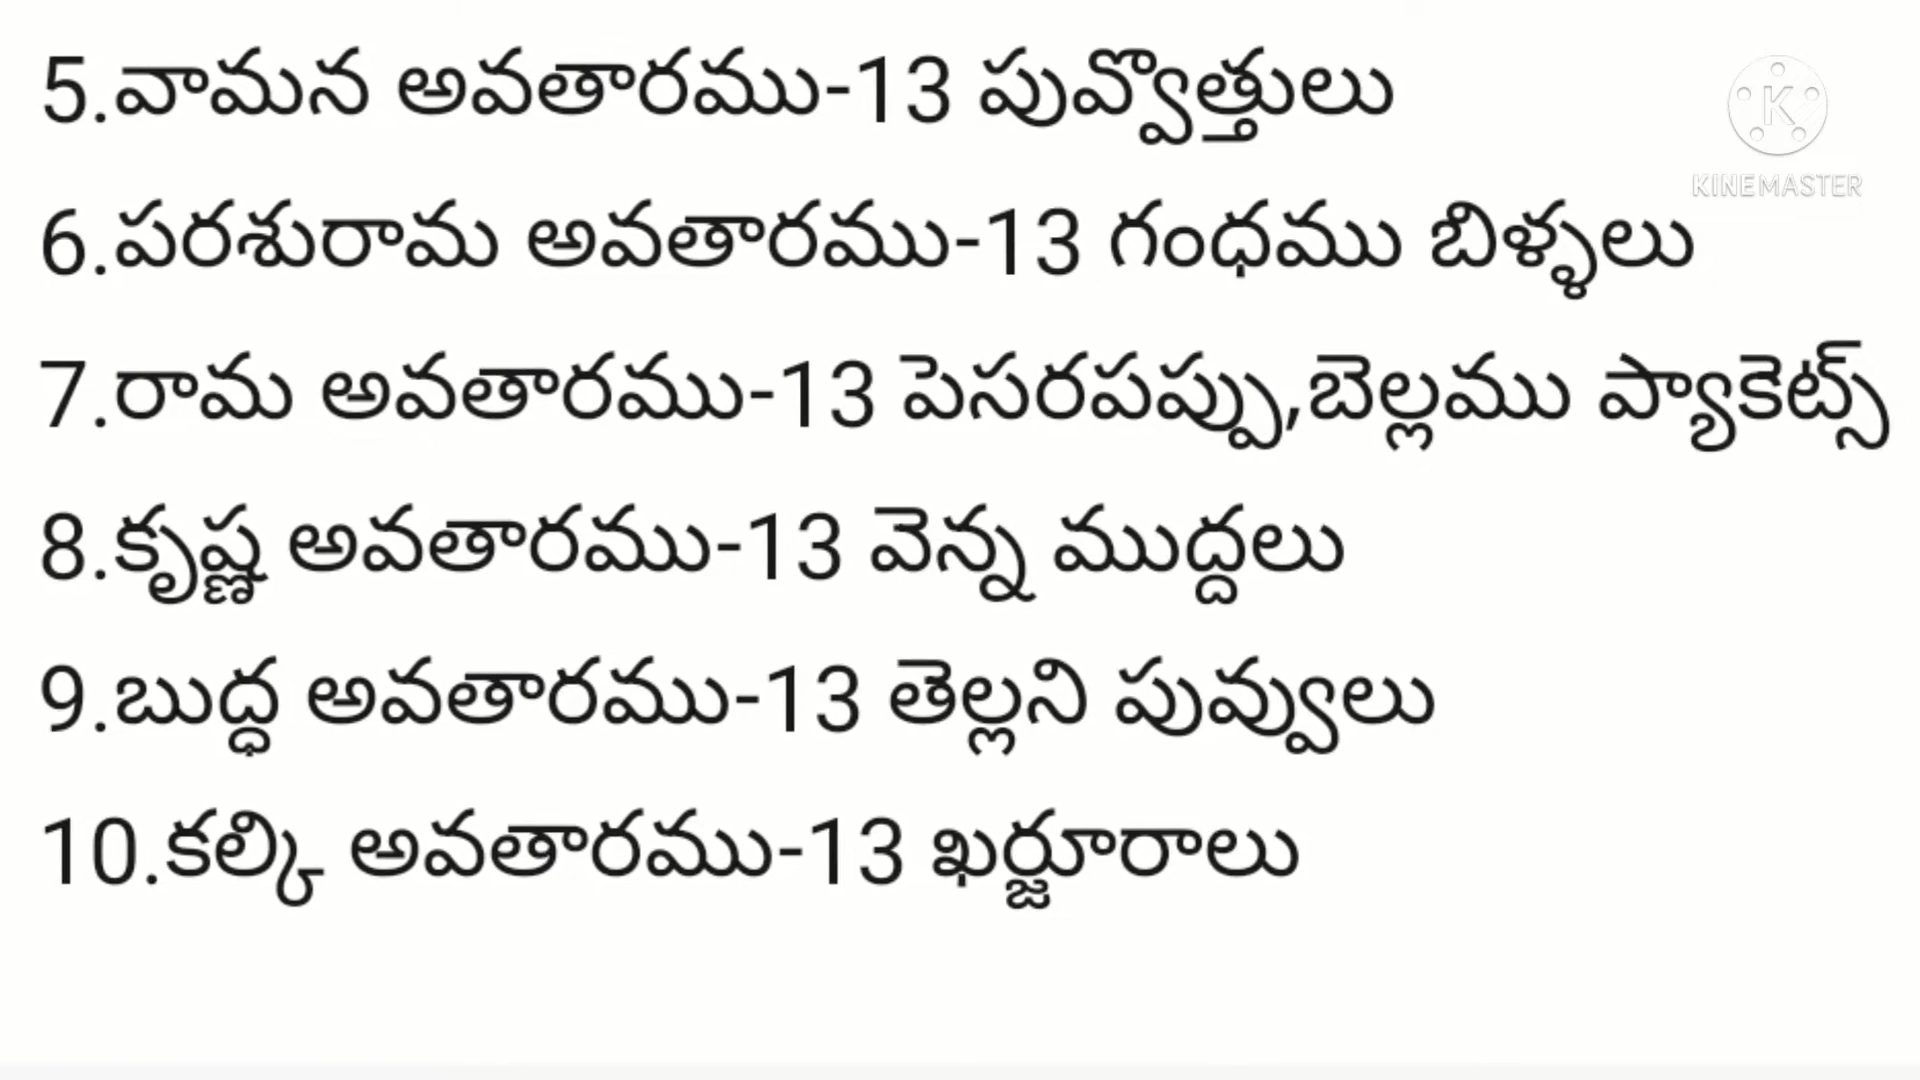 5.వామన అవతారము-13 పువ్వొత్తులు
KINEMASTER
6.పరశురామ అవతారము-13 గంధము బిళ్ళలు
7.రామ అవతారము-13 పెసరపప్పు,బెల్లము ప్యాకెట్స్
8.కృష్ణ అవతారము-13 వెన్న ముద్దలు
9.బుద్ధ అవతారము-13 తెల్లని పువ్వులు
10.కల్కి అవతారము-13 ఖర్జూరాలు